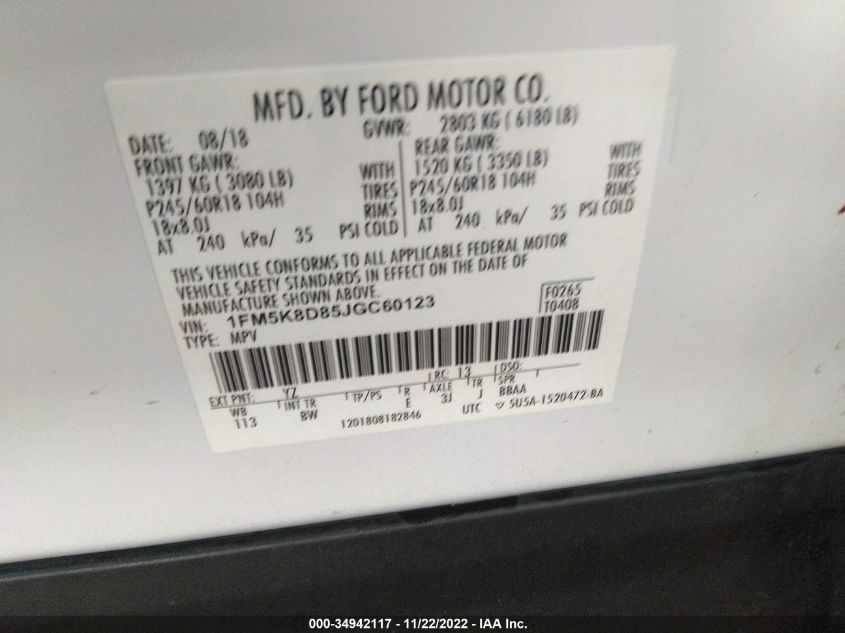 MFD. BY FORD MOTOR CO.
DATE: 08/18 GVWR: 2803 KG ( 6180 LB)
FRONT GAWR: REAR GAWR:
1397 KG ( 3080 LB) WITH 1520 KG ( 3350 LB) WITH
P245/60R18 104H TIRES P245/60R18 104H TIRES
18x8.0J RIMS 18x8.0J RIMS
AT 240 kPa/ 35 PSI COLD AT 240 kPa/ 35 PSI COLD
THIS VEHICLE CONFORMS TO ALL APPLICABLE FEDERAL MOTOR
VEHICLE SAFETY STANDARDS IN EFFECT ON THE DATE OF
MANUFACTURE SHOWN ABOVE.
VIN: 1FM5K8D85JGC60123 F0265
TYPE: MPV T0408
EXT PNT: YZ RC: 13 DSO:
WB INT TR TP/PS R AXLE TR SPR
113 BW E 3J J BBAA
1201808182846 UTC ▽ 5U5A-1520472-BA
000-34942117 - 11/22/2022 - IAA Inc.